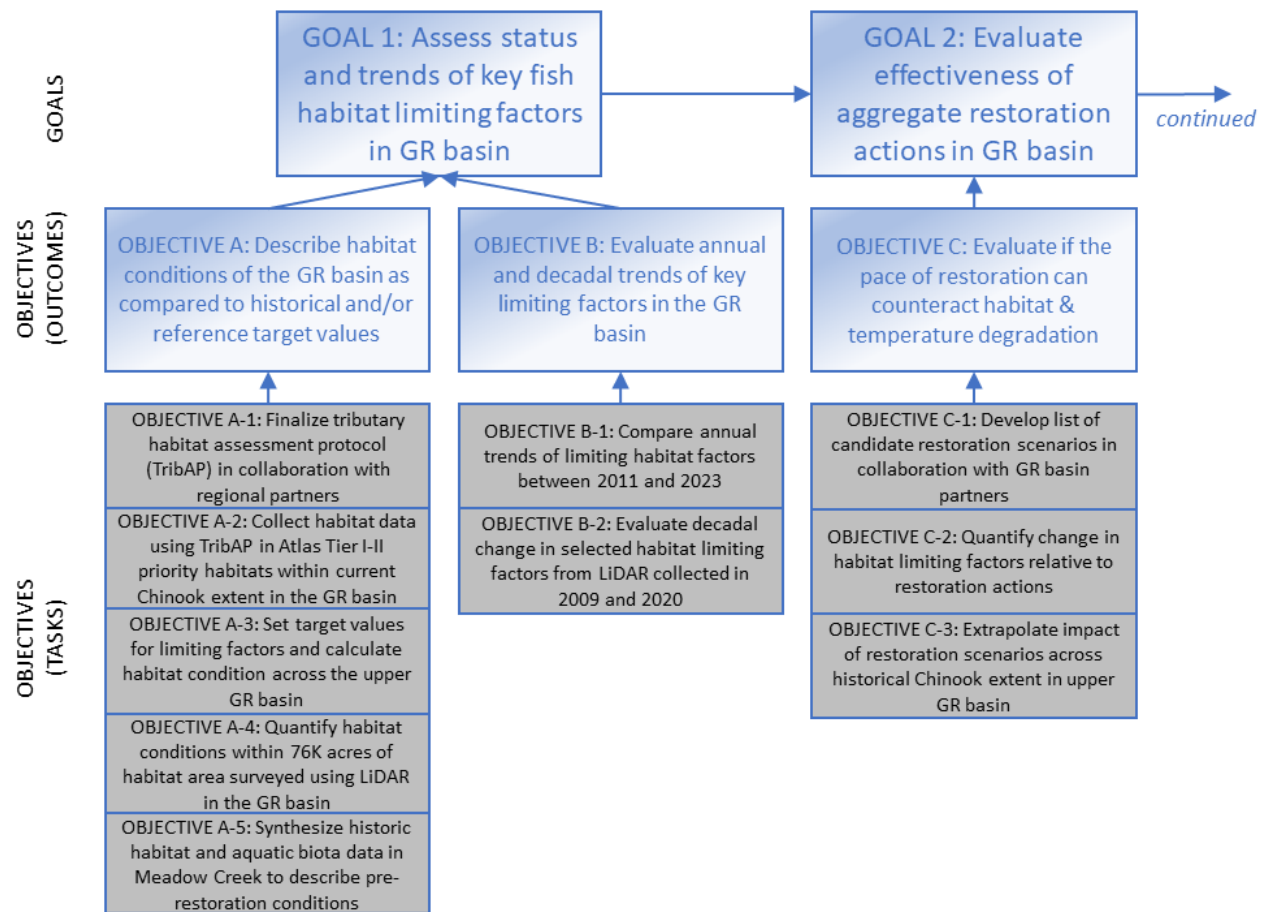 GOALS
GOAL 1: Assess status
and trends of key fish
habitat limiting factors
in GR basin
GOAL 2: Evaluate
effectiveness of
aggregate restoration
actions in GR basin
continued
OBJECTIVES
(OUTCOMES)
OBJECTIVE A: Describe habitat
conditions of the GR basin as
compared to historical and/or
reference target values
OBJECTIVE B: Evaluate annual
and decadal trends of key
limiting factors in the GR
basin
OBJECTIVE C: Evaluate if the
pace of restoration can
counteract habitat &
temperature degradation
OBJECTIVES
(TASKS)
OBJECTIVE A-1: Finalize tributary
habitat assessment protocol
(TribAP) in collaboration with
regional partners
OBJECTIVE A-2: Collect habitat data
using TribAP in Atlas Tier I-II
priority habitats within current
Chinook extent in the GR basin
OBJECTIVE A-3: Set target values
for limiting factors and calculate
habitat condition across the upper
GR basin
OBJECTIVE A-4: Quantify habitat
conditions within 76K acres of
habitat area surveyed using LiDAR
in the GR basin
OBJECTIVE A-5: Synthesize historic
habitat and aquatic biota data in
Meadow Creek to describe pre-
restoration conditions
OBJECTIVE B-1: Compare annual
trends of limiting habitat factors
between 2011 and 2023
OBJECTIVE B-2: Evaluate decadal
change in selected habitat limiting
factors from LiDAR collected in
2009 and 2020
OBJECTIVE C-1: Develop list of
candidate restoration scenarios in
collaboration with GR basin
partners
OBJECTIVE C-2: Quantify change in
habitat limiting factors relative to
restoration actions
OBJECTIVE C-3: Extrapolate impact
of restoration scenarios across
historical Chinook extent in upper
GR basin